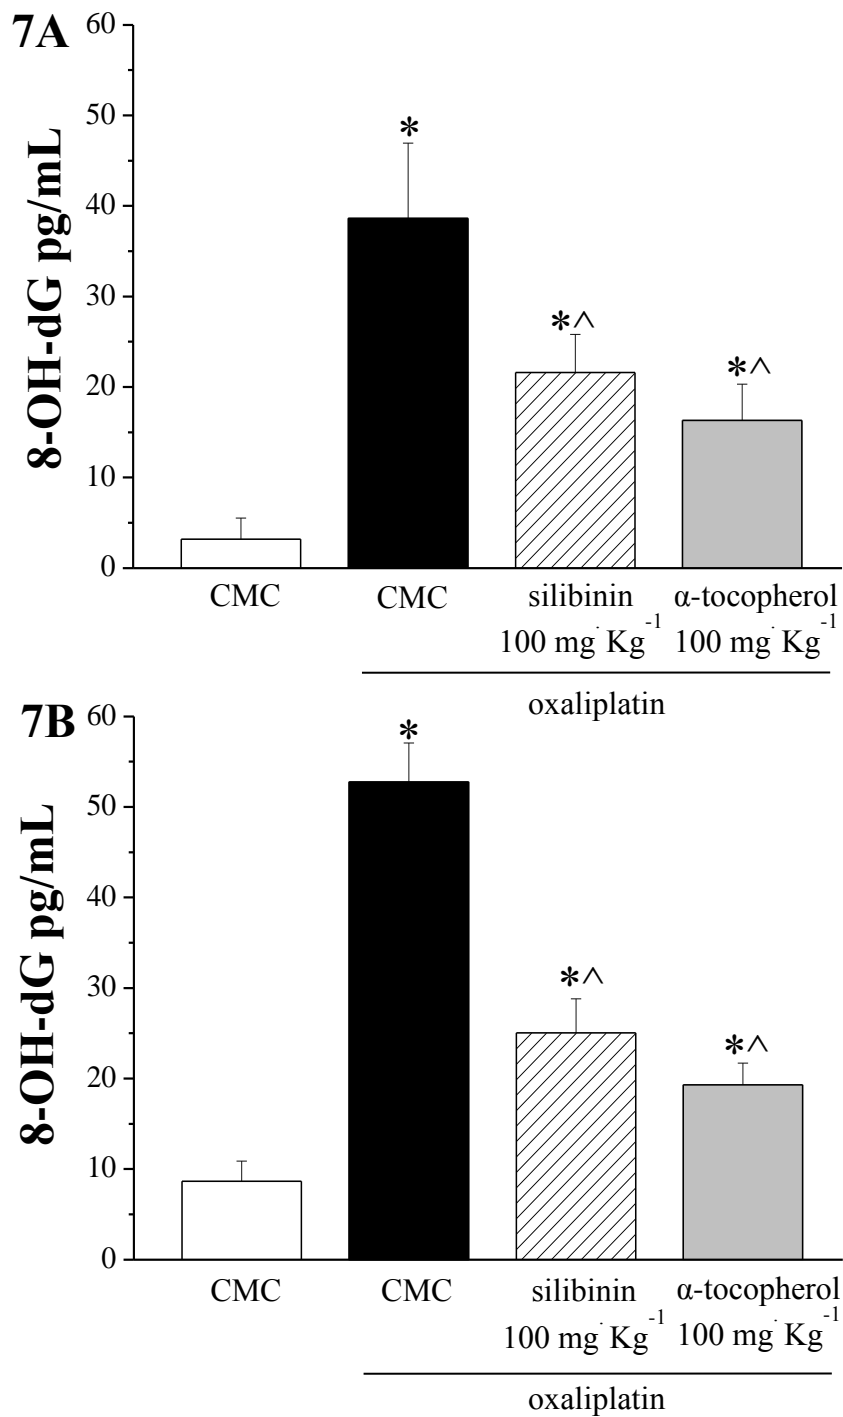 7A
8-OH-dG pg/mL
60
50
40
30
20
10
0
*
*^
*^
CMC
CMC
silibinin
100 mg· Kg-1
α-tocopherol
100 mg· Kg-1
oxaliplatin
7B
8-OH-dG pg/mL
60
50
40
30
20
10
0
*
*^
*^
CMC
CMC
silibinin
100 mg· Kg-1
α-tocopherol
100 mg· Kg-1
oxaliplatin